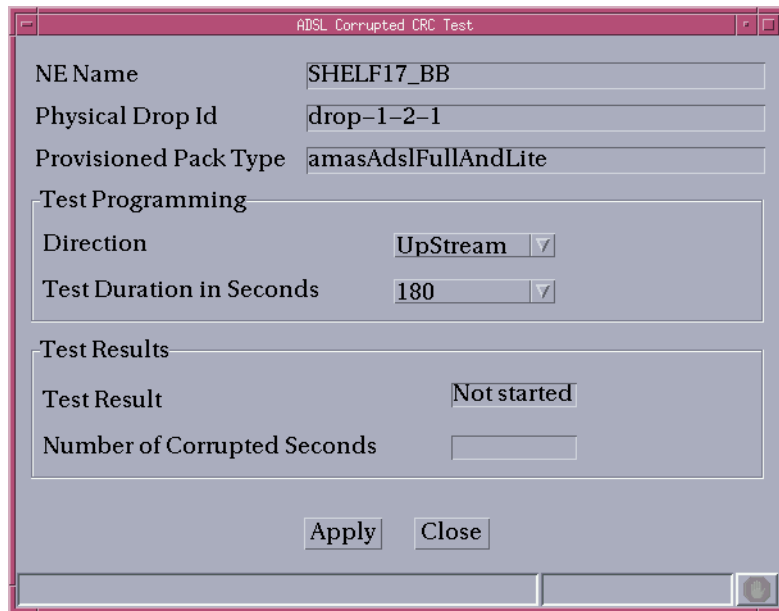 ADSL Corrupted CRC Test
NE Name SHELF17_BB
Physical Drop Id drop-1-2-1
Provisioned Pack Type amasAdslFullAndLite
Test Programming
Direction UpStream
Test Duration in Seconds 180
Test Results
Test Result Not started
Number of Corrupted Seconds
Apply Close